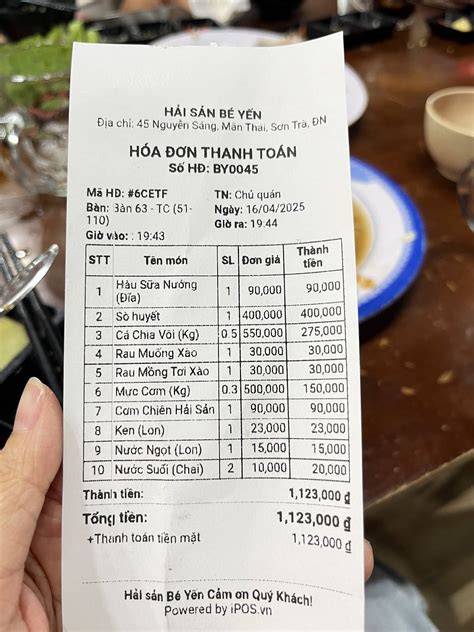 HẢI SẢN BÉ YẾN
Địa chỉ: 45 Nguyễn Sáng, Mân Thái, Sơn Trà, ĐN
HÓA ĐƠN THANH TOÁN
Số HĐ: BY0045
Mã HĐ: #6CETF TN: Chủ quán
Bàn: Bàn 63 - TC (51-110) Ngày: 16/04/2025
Giờ vào: : 19:43 Giờ ra: 19:44
STT Tên món SL Đơn giá Thành tiền
1 Hàu Sữa Nướng (Đĩa) 1 90,000 90,000
2 Sò huyết 1 400,000 400,000
3 Cá Chìa Vôi (Kg) 0.5 550,000 275,000
4 Rau Muống Xào 1 30,000 30,000
5 Rau Mồng Tơi Xào 1 30,000 30,000
6 Mực Cơm (Kg) 0.3 500,000 150,000
7 Cơm Chiên Hải Sản 1 90,000 90,000
8 Ken (Lon) 1 23,000 23,000
9 Nước Ngọt (Lon) 1 15,000 15,000
10 Nước Suối (Chai) 2 10,000 20,000
Thành tiền: 1,123,000 ₫
Tổng tiền: 1,123,000 ₫
+Thanh toán tiền mặt 1,123,000 ₫
Hải sản Bé Yến Cảm ơn Quý Khách!
Powered by iPOS.vn